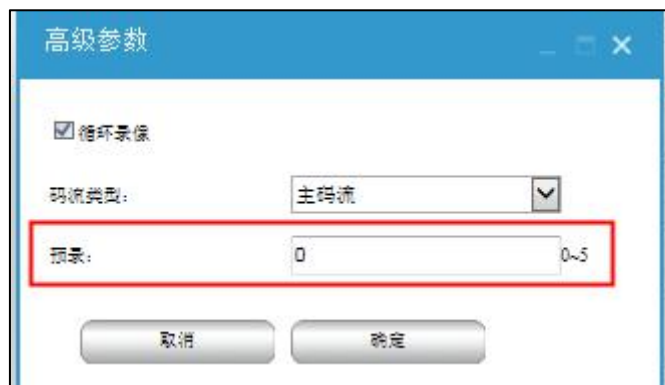 高级参数
循环录像
码流类型： 主码流
预录： 0 0~5
取消 确定